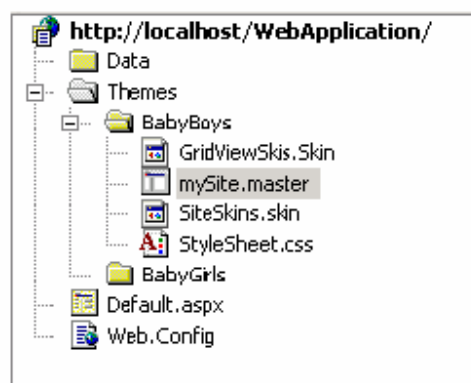 http://localhost/WebApplication/
Data
Themes
BabyBoys
GridViewSkis.Skin
mySite.master
SiteSkins.skin
StyleSheet.css
BabyGirls
Default.aspx
Web.Config